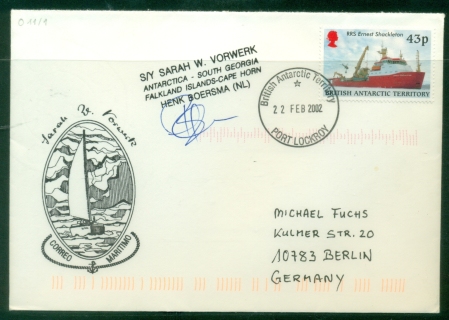 011/1
S/Y SARAH W. VORWERK
ANTARCTICA - SOUTH GEORGIA
FALKLAND ISLANDS-CAPE HORN
HENK BOERSMA (NL)
RRS Ernest Shackleton
43p
BRITISH ANTARCTIC TERRITORY
British Antarctic Territory
22 FEB 2002
PORT LOCKROY
Sarah W. Vorwerk
CORREO MARITIMO
MICHAEL FUCHS
KULMER STR. 20
10783 BERLIN
GERMANY